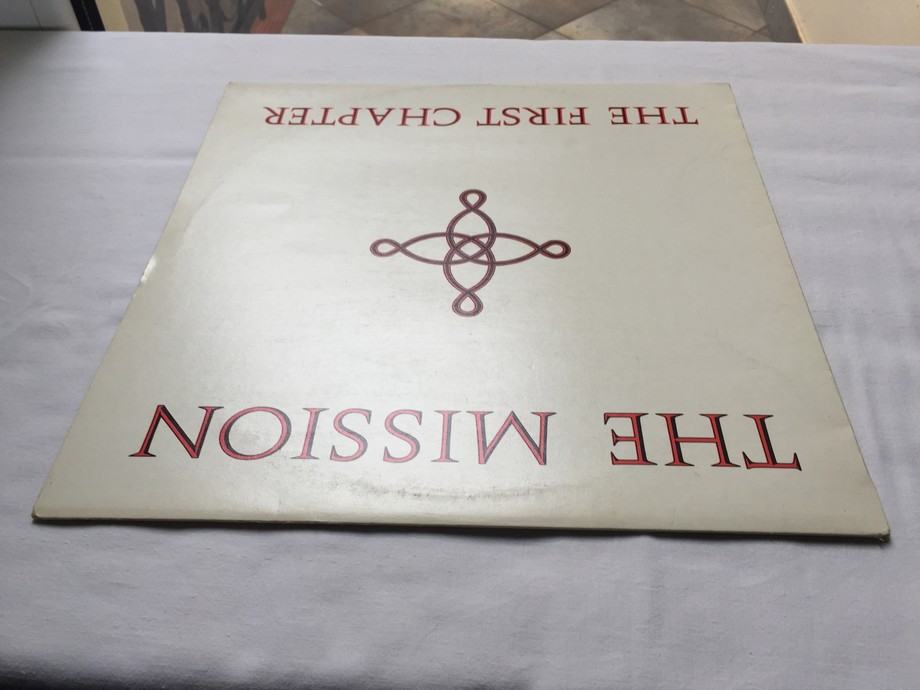 THE MISSION
THE FIRST CHAPTER